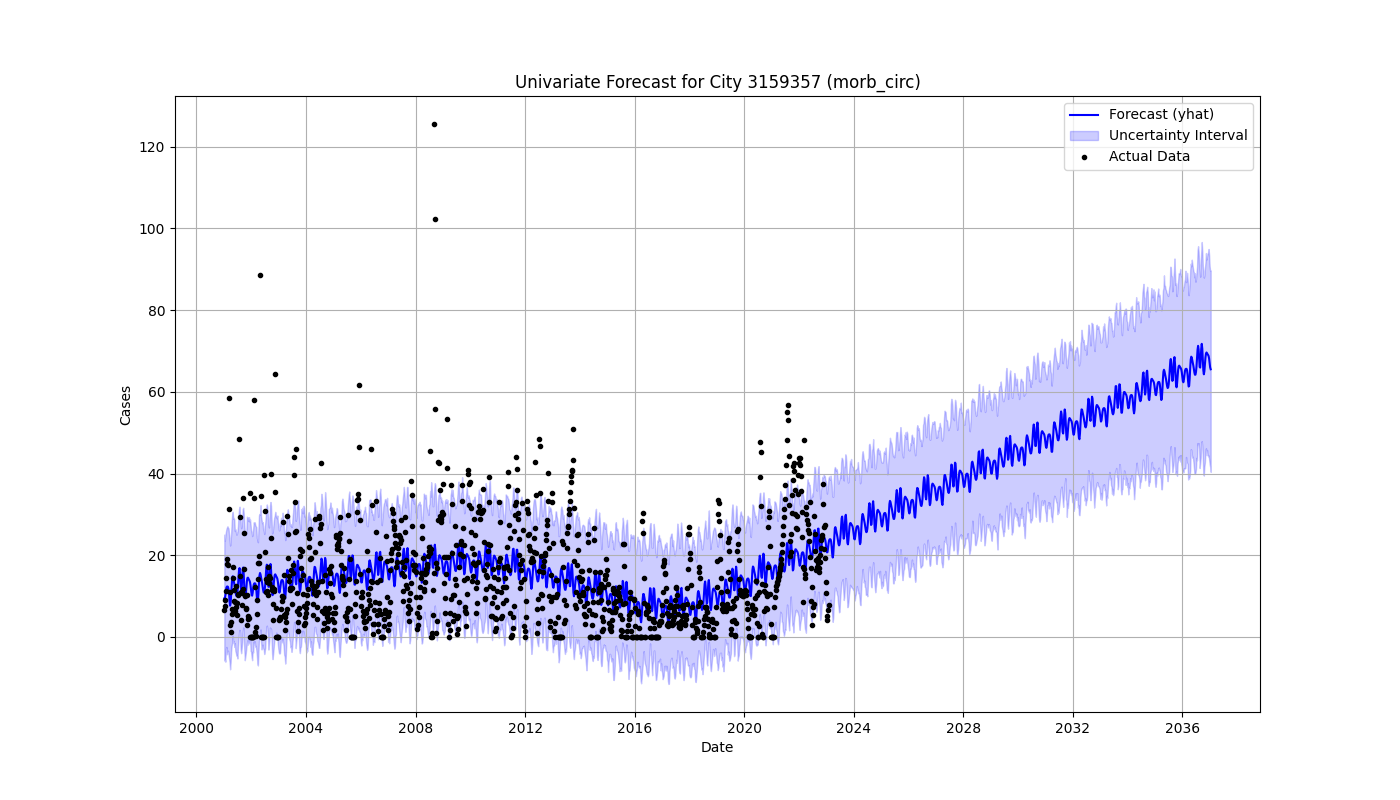 Univariate Forecast for City 3159357 (morb_circ)
Forecast (yhat)
Uncertainty Interval
Actual Data
Cases
120
100
80
60
40
20
0
2000 2004 2008 2012 2016 2020 2024 2028 2032 2036
Date